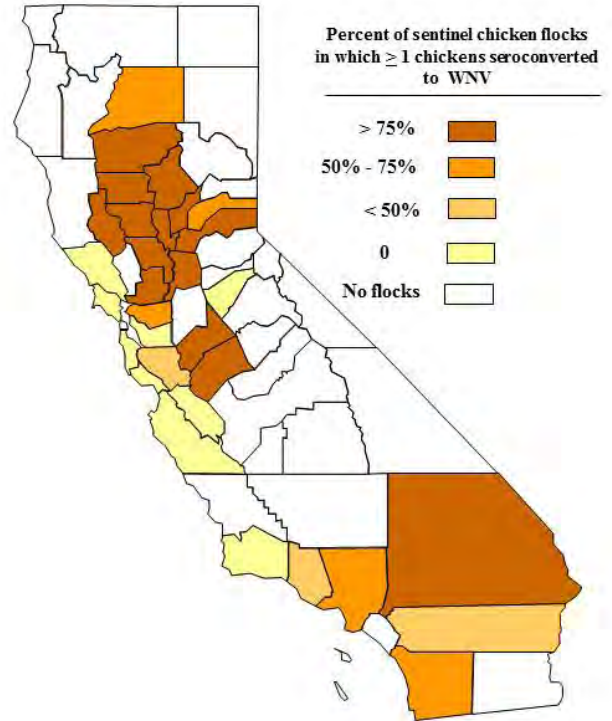 Percent of sentinel chicken flocks
in which ≥ 1 chickens seroconverted
to WNV
> 75%
50% - 75%
< 50%
0
No flocks